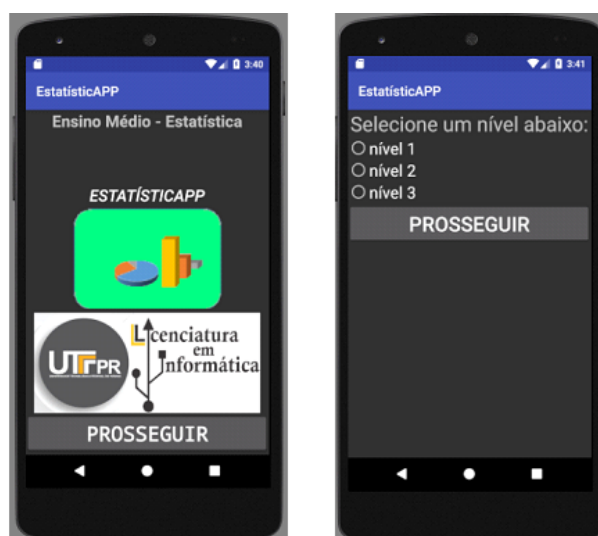 3:40
EstatísticAPP
Ensino Médio - Estatística
ESTATÍSTICAPP
UTFPR
Licenciatura
em
Informática
PROSSEGUIR
3:41
EstatísticAPP
Selecione um nível abaixo:
nível 1
nível 2
nível 3
PROSSEGUIR